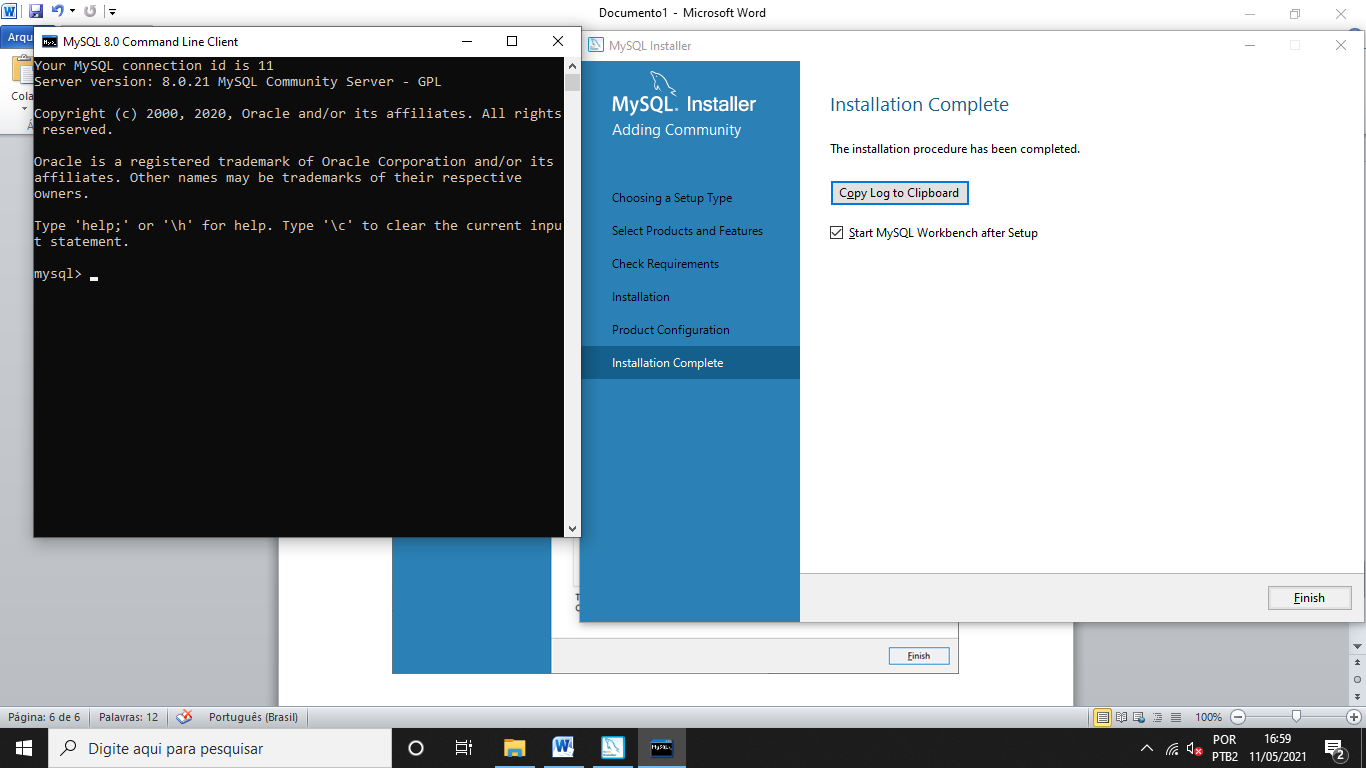 Documento1 - Microsoft Word
Arqu
Cola
MySQL 8.0 Command Line Client
Your MySQL connection id is 11
Server version: 8.0.21 MySQL Community Server - GPL
Copyright (c) 2000, 2020, Oracle and/or its affiliates. All rights
reserved.
Oracle is a registered trademark of Oracle Corporation and/or its
affiliates. Other names may be trademarks of their respective
owners.
Type 'help;' or '\h' for help. Type '\c' to clear the current inpu
t statement.
mysql> _
MySQL Installer
MySQL. Installer
Adding Community
Choosing a Setup Type
Select Products and Features
Check Requirements
Installation
Product Configuration
Installation Complete
Installation Complete
The installation procedure has been completed.
Copy Log to Clipboard
Start MySQL Workbench after Setup
Finish
Finish
Página: 6 de 6
Palavras: 12
Português (Brasil)
100%
Digite aqui para pesquisar
POR
PTB2
16:59
11/05/2021
2